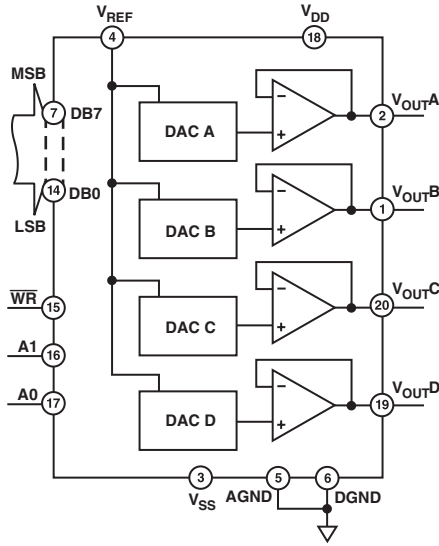 VREF
VDD
4
18
MSB
7
DB7
DAC A
−
+
2
VOUTA
14
DB0
LSB
DAC B
−
+
1
VOUTB
WR
15
DAC C
−
+
20
VOUTC
A1
16
A0
17
DAC D
−
+
19
VOUTD
3
VSS
5
AGND
6
DGND